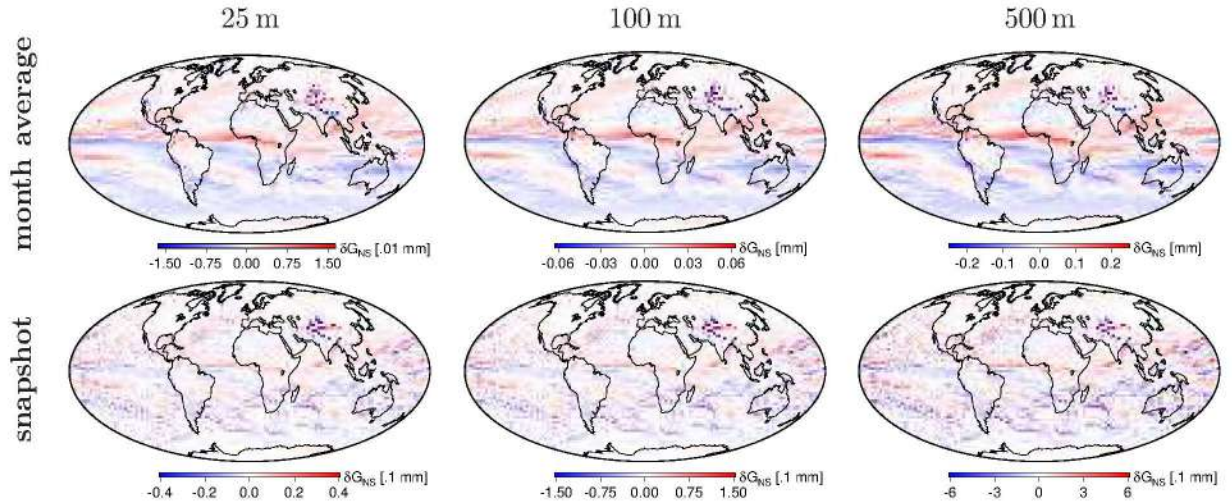 25 m 100 m 500 m
month average
δG_NS [.01 mm] δG_NS [mm] δG_NS [mm]
-1.50 -0.75 0.00 0.75 1.50 -0.06 -0.03 0.00 0.03 0.06 -0.2 -0.1 0.0 0.1 0.2
snapshot
δG_NS [.1 mm] δG_NS [.1 mm] δG_NS [.1 mm]
-0.4 -0.2 0.0 0.2 0.4 -1.50 -0.75 0.00 0.75 1.50 -6 -3 0 3 6